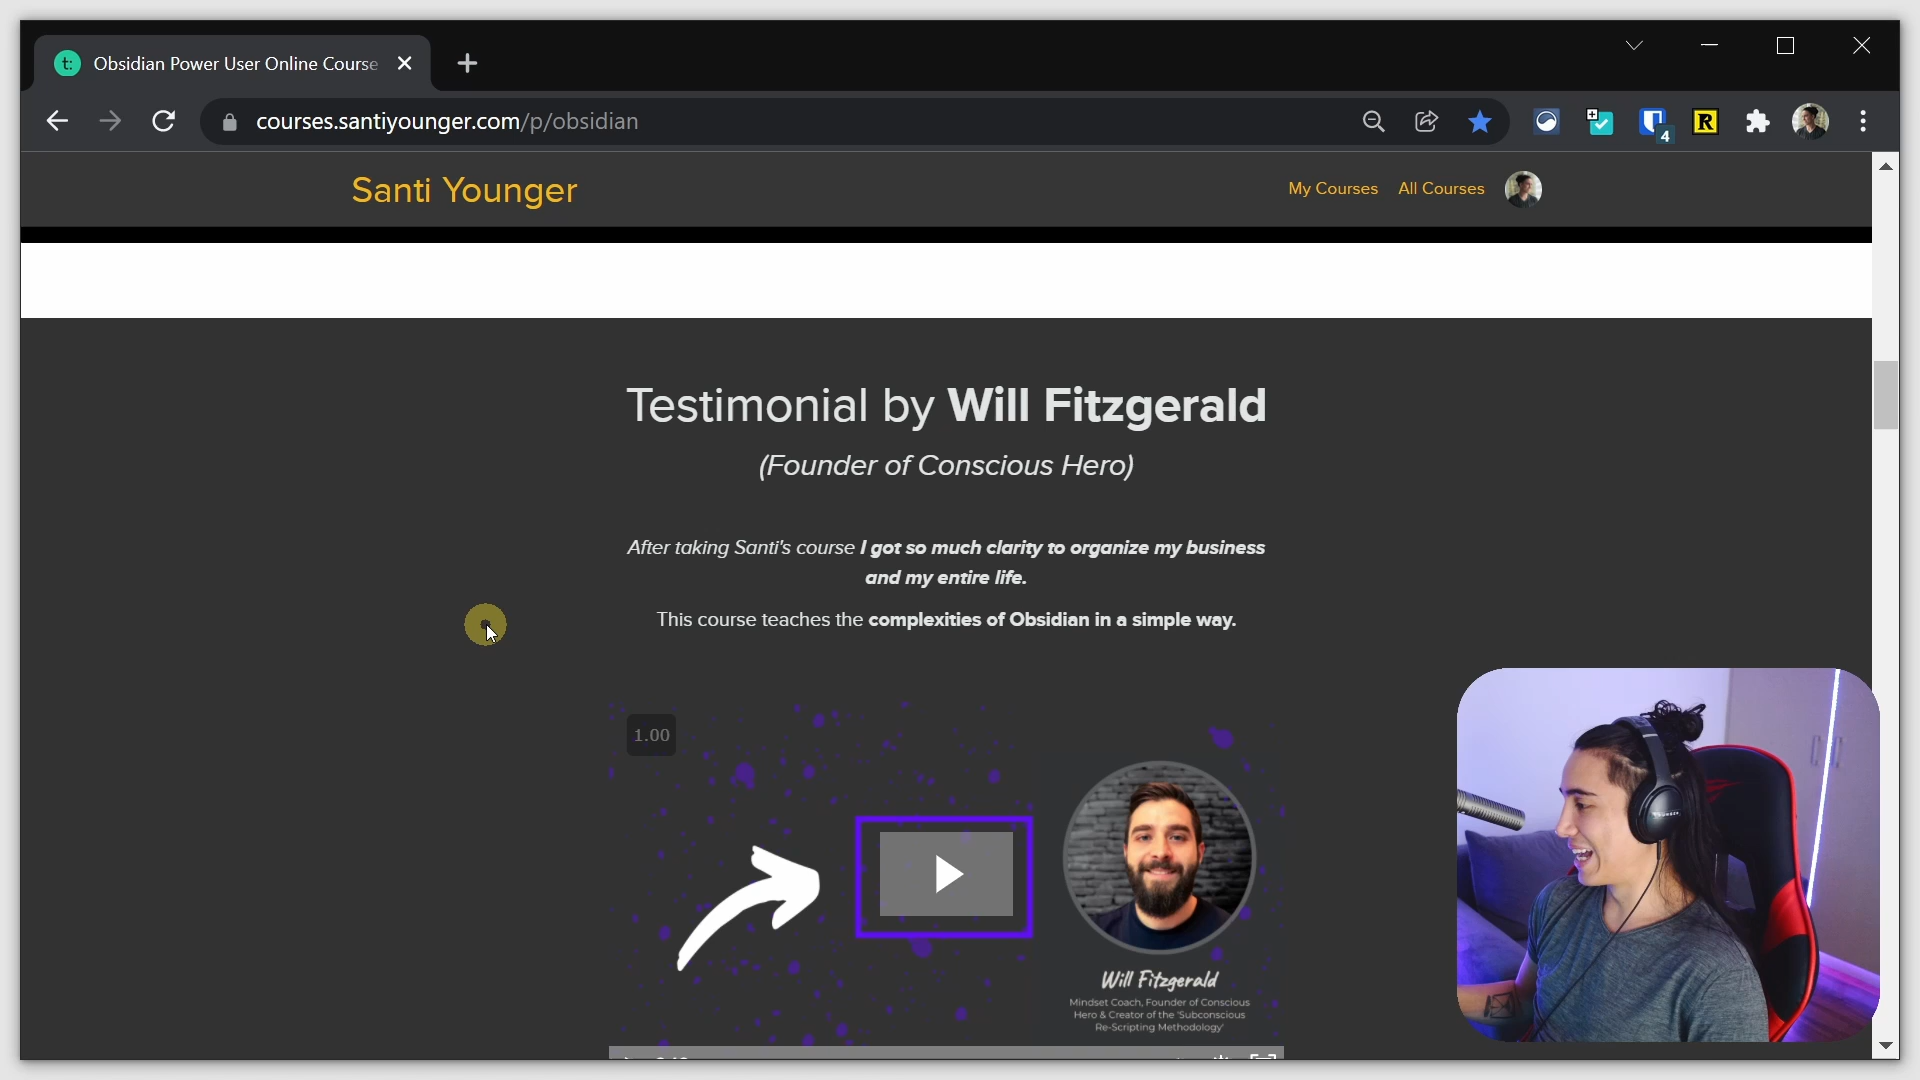 t: Obsidian Power User Online Course
courses.santiyounger.com/p/obsidian
4
R
Santi Younger
My Courses All Courses
Testimonial by Will Fitzgerald
(Founder of Conscious Hero)
After taking Santi's course I got so much clarity to organize my business
and my entire life.
This course teaches the complexities of Obsidian in a simple way.
1.00
Will Fitzgerald
Mindset Coach, Founder of Conscious
Hero & Creator of the 'Subconscious
Re-Scripting Methodology'